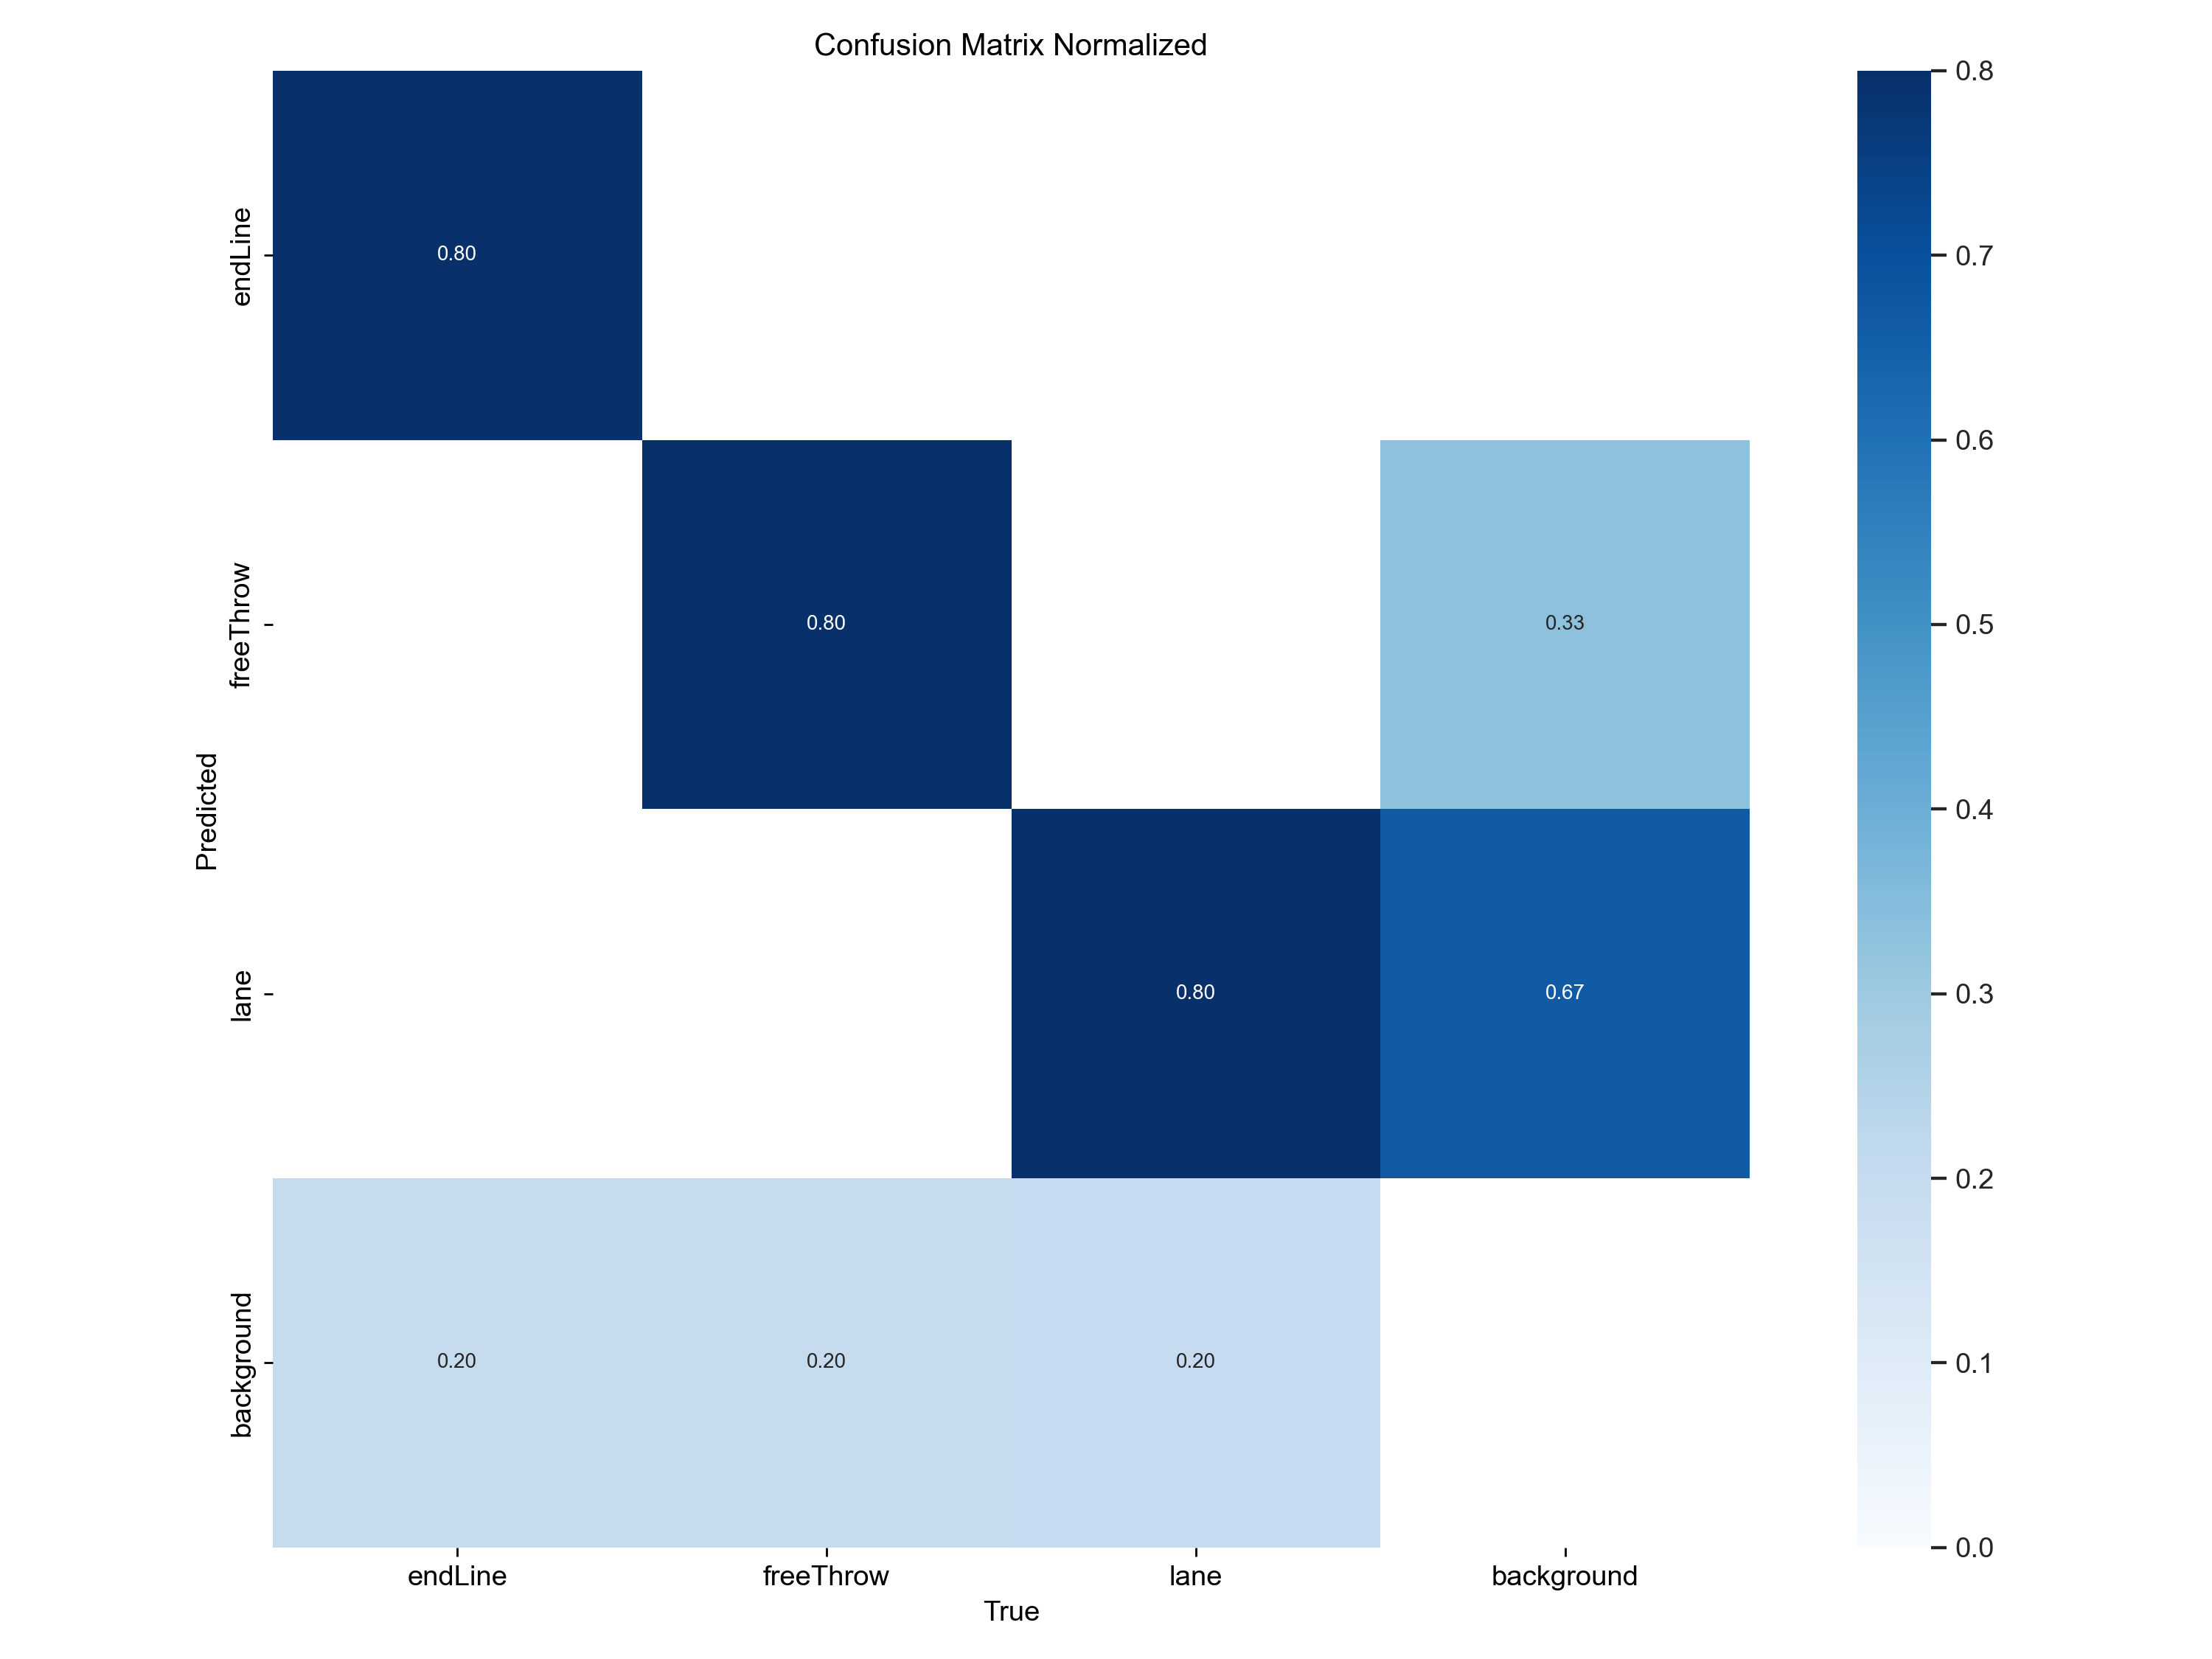 Confusion Matrix Normalized
0.80
0.80
0.33
0.80
0.67
0.20
0.20
0.20
endLine
freeThrow
lane
background
Predicted
endLine
freeThrow
lane
background
True
0.8
0.7
0.6
0.5
0.4
0.3
0.2
0.1
0.0